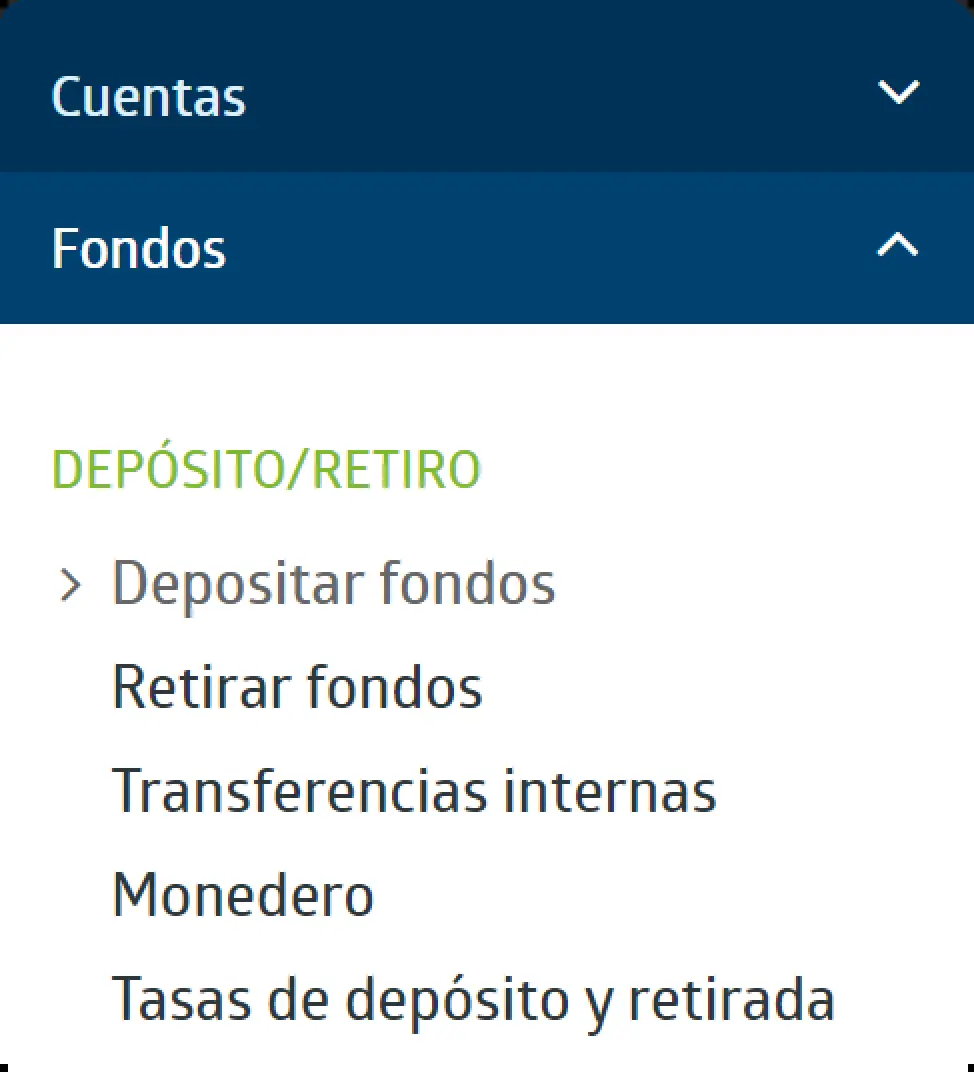 Cuentas
Fondos
DEPÓSITO/RETIRO
Depositar fondos
Retirar fondos
Transferencias internas
Monedero
Tasas de depósito y retirada